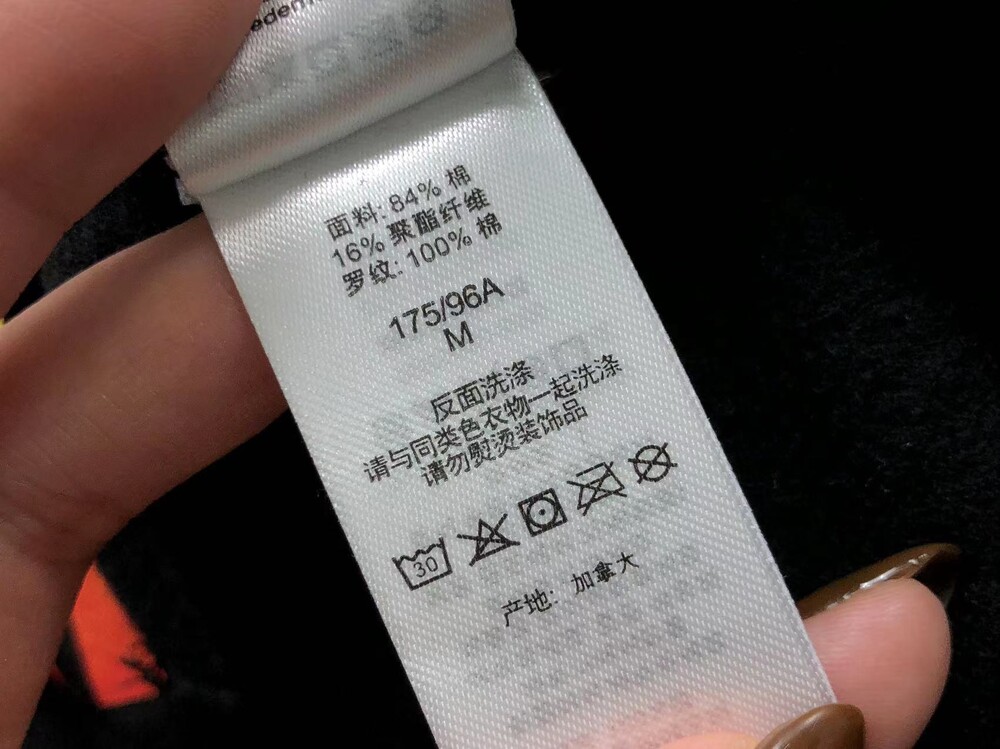 面料: 84% 棉
16% 聚酯纤维
罗纹: 100% 棉
175/96A
M
反面洗涤
请与同类色衣物一起洗涤
请勿熨烫装饰品
30
产地: 加拿大